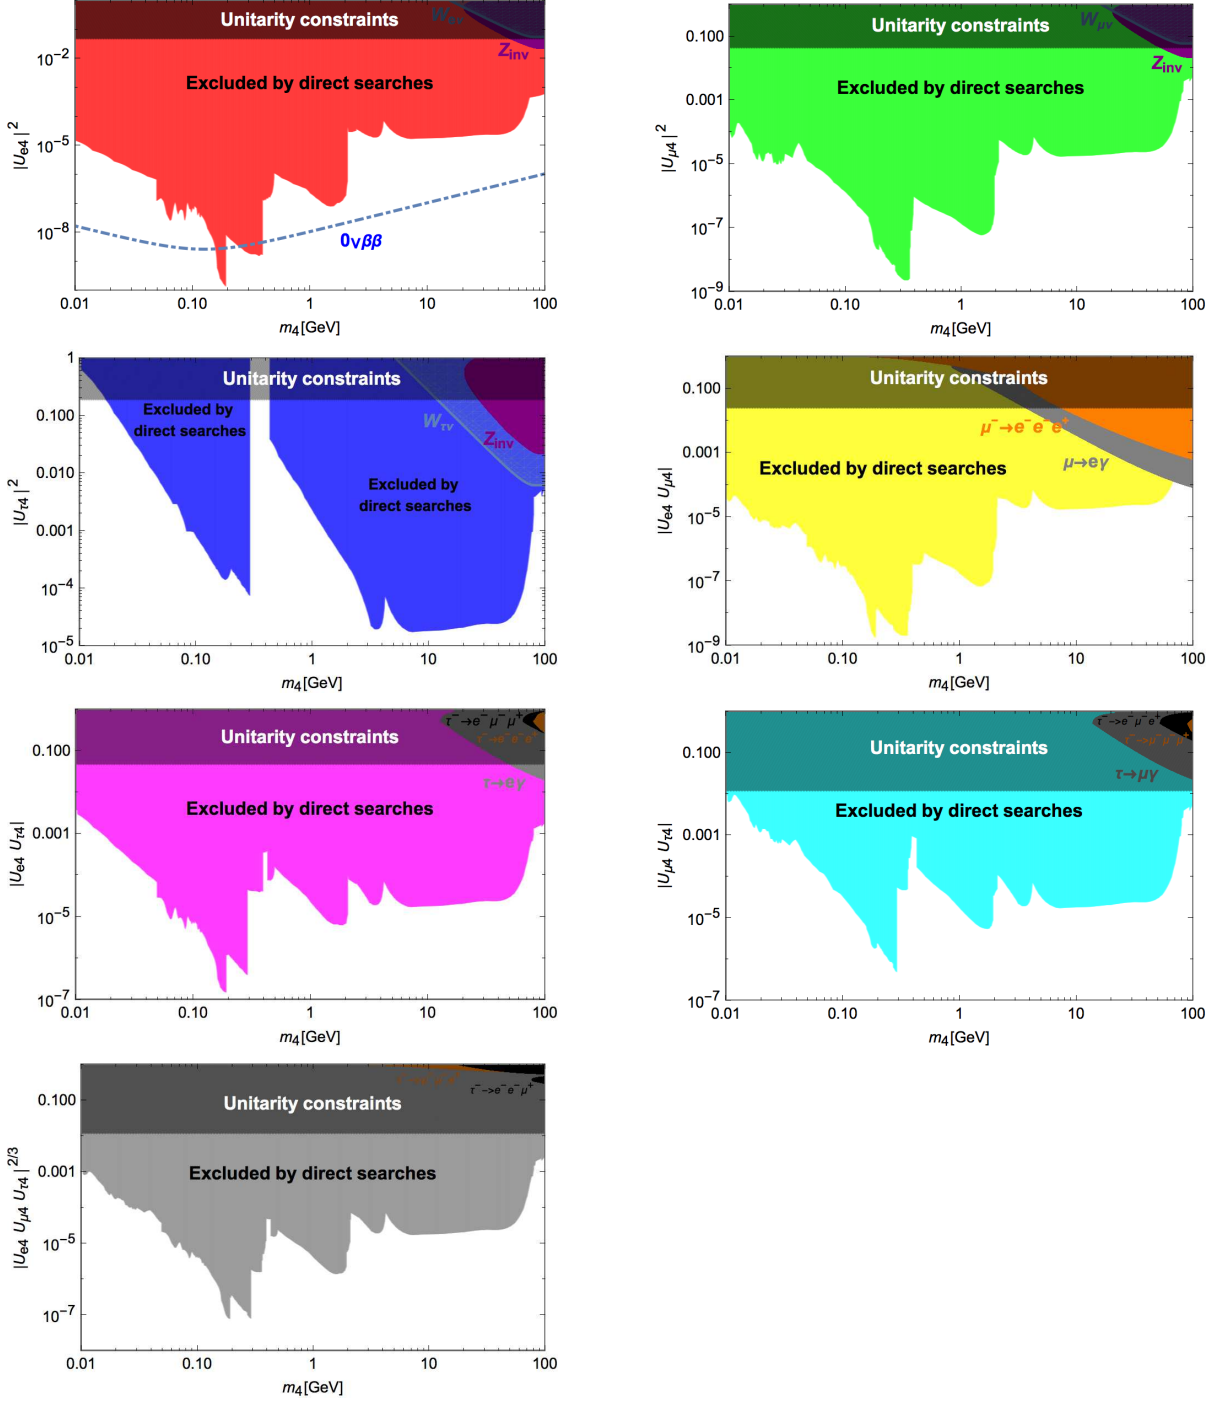 Unitarity constraints
Z_inv
Excluded by direct searches
0νββ
|U_e4|^2
10^-2
10^-5
10^-8
0.01
0.10
1
10
100
m_4[GeV]
W_μν
Unitarity constraints
Z_inv
Excluded by direct searches
|U_μ4|^2
0.100
0.001
10^-5
10^-7
10^-9
0.01
0.10
1
10
100
m_4[GeV]
Unitarity constraints
Excluded by
direct searches
W_τν
Z_inv
Excluded by
direct searches
|U_τ4|^2
1
0.100
0.010
0.001
10^-4
10^-5
0.01
0.10
1
10
100
m_4[GeV]
Unitarity constraints
μ^-→e^-e^-e^+
μ→eγ
Excluded by direct searches
|U_e4 U_μ4|
0.100
0.001
10^-5
10^-7
10^-9
0.01
0.10
1
10
100
m_4[GeV]
τ^-→e^-μ^-μ^+
Unitarity constraints
τ^-→e^-e^-e^+
τ→eγ
Excluded by direct searches
|U_e4 U_τ4|
0.100
0.001
10^-5
10^-7
0.01
0.10
1
10
100
m_4[GeV]
τ^-->e^-μ^-e^+
Unitarity constraints
τ^-->μ^-μ^-μ^+
τ→μγ
Excluded by direct searches
|U_μ4 U_τ4|
0.100
0.001
10^-5
10^-7
0.01
0.10
1
10
100
m_4[GeV]
τ^-->e^-e^-μ^+
Unitarity constraints
Excluded by direct searches
|U_e4 U_μ4 U_τ4|^2/3
0.100
0.001
10^-5
10^-7
0.01
0.10
1
10
100
m_4[GeV]